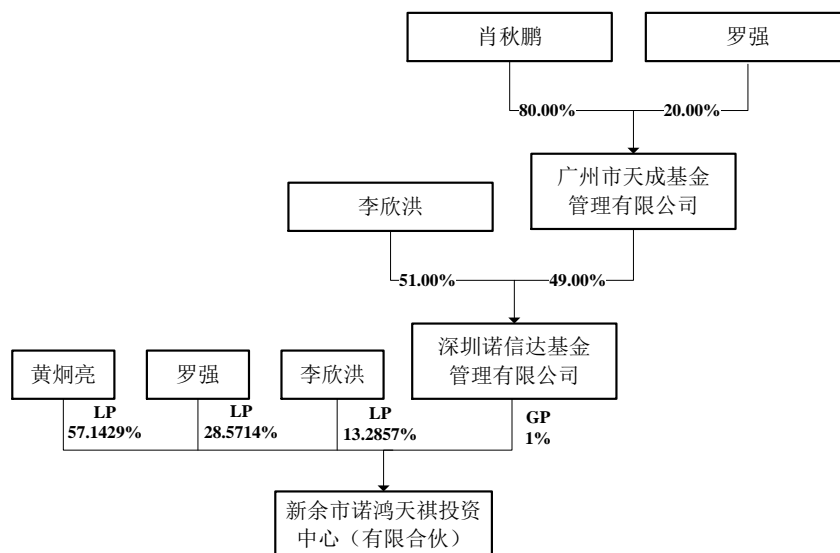 肖秋鹏
罗强
80.00%
20.00%
广州市天成基金
管理有限公司
李欣洪
51.00%
49.00%
深圳诺信达基金
管理有限公司
黄炯亮
罗强
李欣洪
LP
57.1429%
LP
28.5714%
LP
13.2857%
GP
1%
新余市诺鸿天祺投资
中心（有限合伙）